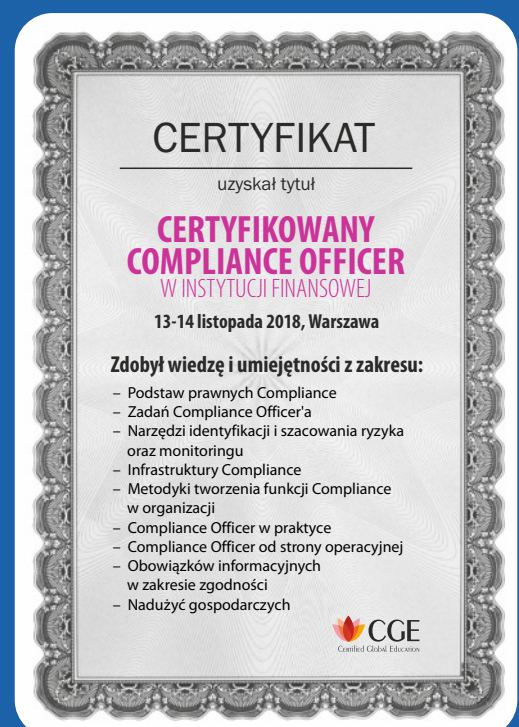 CERTYFIKAT
uzyskał tytuł
CERTYFIKOWANY
COMPLIANCE OFFICER
W INSTYTUCJI FINANSOWEJ
13-14 listopada 2018, Warszawa
Zdobył wiedzę i umiejętności z zakresu:
– Podstaw prawnych Compliance
– Zadań Compliance Officer'a
– Narzędzi identyfikacji i szacowania ryzyka
oraz monitoringu
– Infrastruktury Compliance
– Metodyki tworzenia funkcji Compliance
w organizacji
– Compliance Officer w praktyce
– Compliance Officer od strony operacyjnej
– Obowiązków informacyjnych
w zakresie zgodności
– Nadużyć gospodarczych
CGE
Certified Global Education